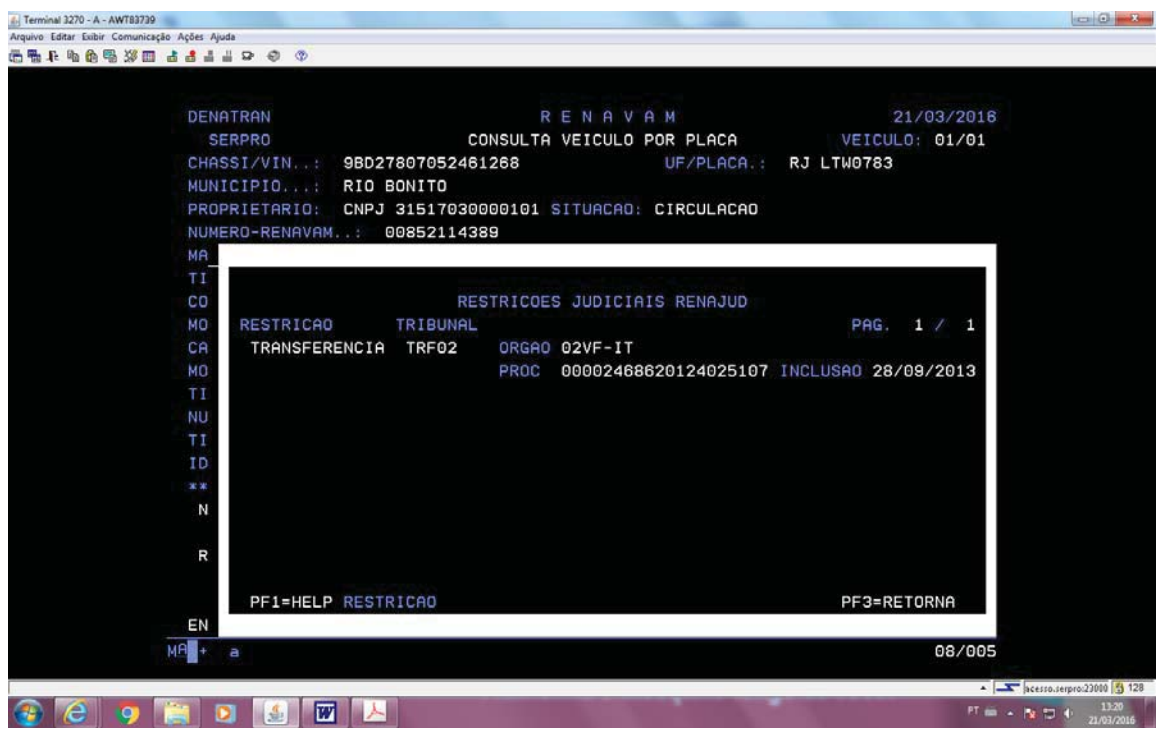 Terminal 3270 - A - AWT83739
Arquivo Editar Exibir Comunicação Ações Ajuda
DENATRAN R E N A V A M 21/03/2016
SERPRO CONSULTA VEICULO POR PLACA VEICULO: 01/01
CHASSI/VIN..: 9BD27807052461268 UF/PLACA.: RJ LTW0783
MUNICIPIO...: RIO BONITO
PROPRIETARIO: CNPJ 31517030000101 SITUACAO: CIRCULACAO
NUMERO-RENAVAM..: 00852114389
MA
TI
CO RESTRICOES JUDICIAIS RENAJUD
MO RESTRICAO TRIBUNAL PAG. 1 / 1
CA TRANSFERENCIA TRF02 ORGAO 02VF-IT
MO PROC 00002468620124025107 INCLUSAO 28/09/2013
TI
NU
TI
ID
**
N
R
PF1=HELP RESTRICAO PF3=RETORNA
EN
MA + a 08/005
acesso.serpro:23000 128
PT 13:20
21/03/2016